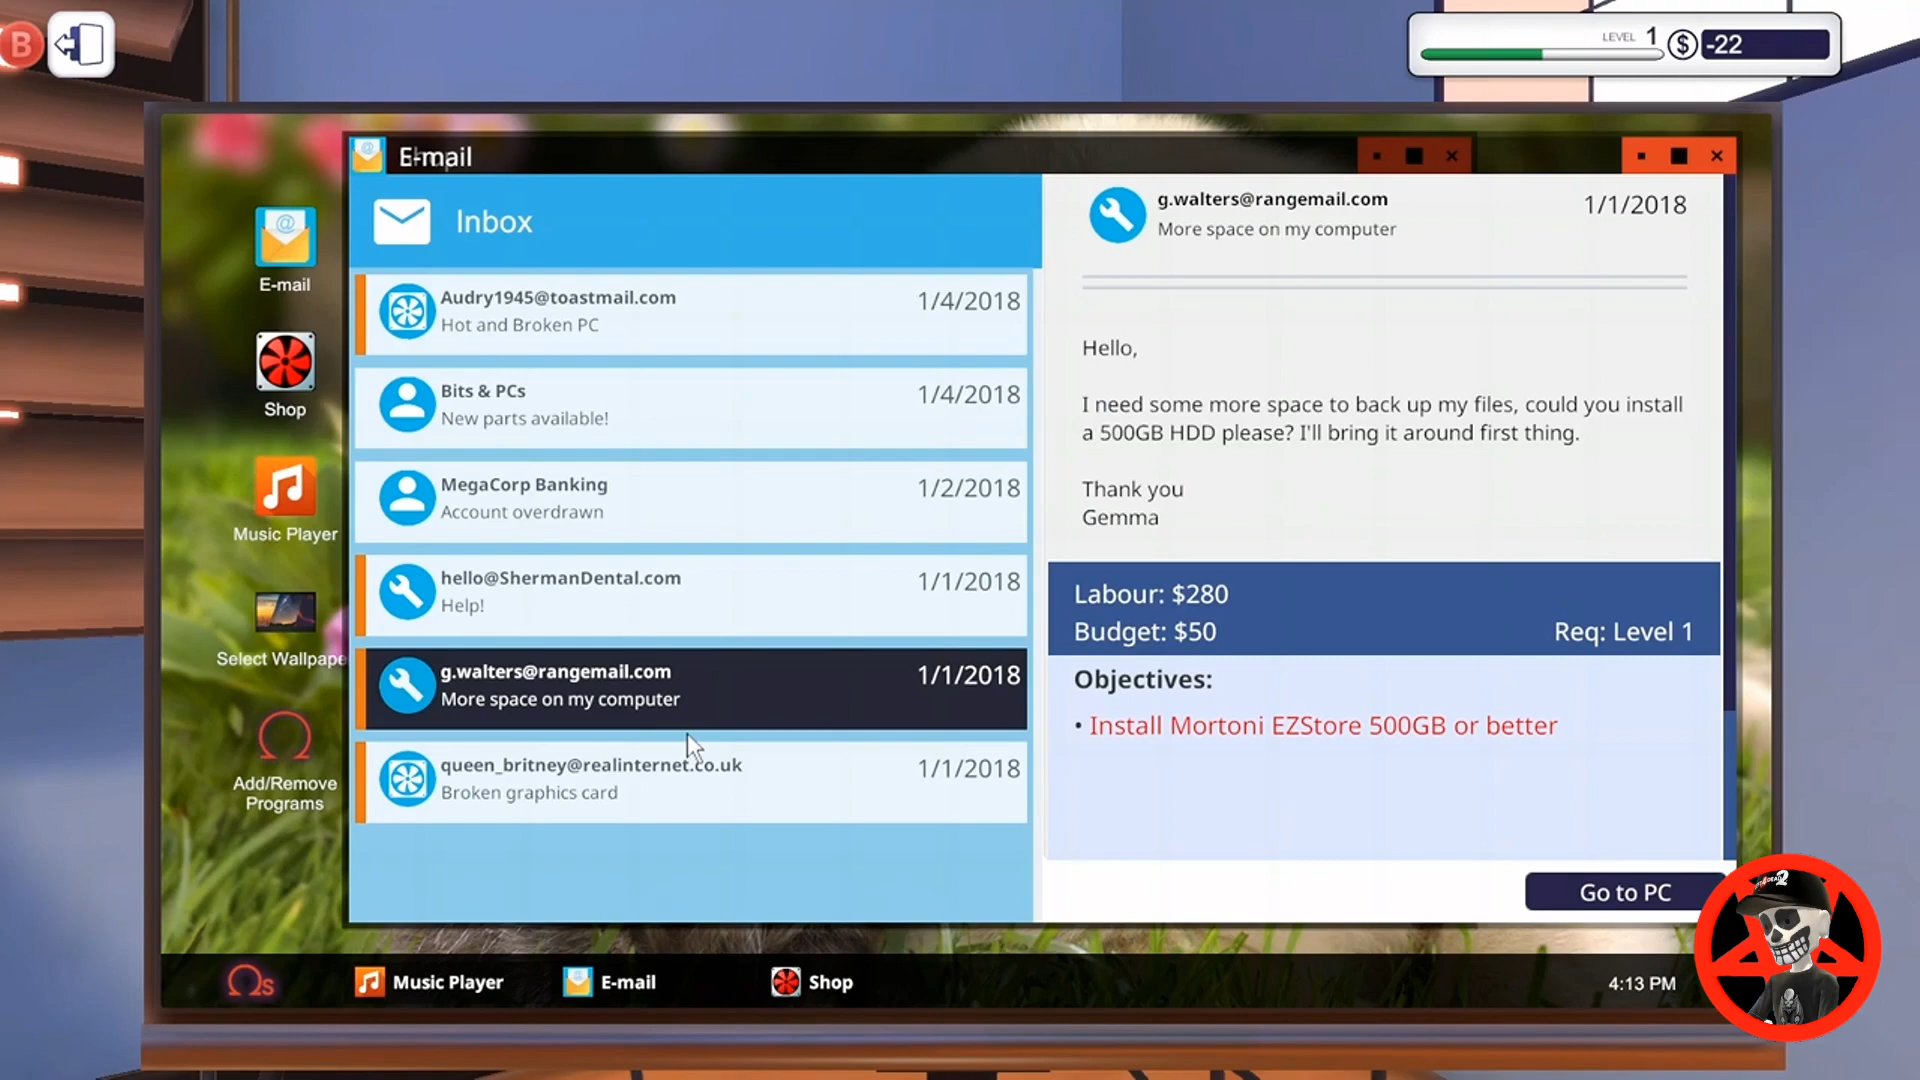 B
LEVEL 1
$ -22
E-mail
Inbox
Audry1945@toastmail.com
1/4/2018
Hot and Broken PC
Bits & PCs
1/4/2018
New parts available!
MegaCorp Banking
1/2/2018
Account overdrawn
hello@ShermanDental.com
1/1/2018
Help!
g.walters@rangemail.com
1/1/2018
More space on my computer
queen_britney@realinternet.co.uk
1/1/2018
Broken graphics card
g.walters@rangemail.com
1/1/2018
More space on my computer
Hello,
I need some more space to back up my files, could you install
a 500GB HDD please? I'll bring it around first thing.
Thank you
Gemma
Labour: $280
Budget: $50
Req: Level 1
Objectives:
• Install Mortoni EZStore 500GB or better
Go to PC
E-mail
Shop
Music Player
Select Wallpape
Add/Remove
Programs
Ωs
Music Player
E-mail
Shop
4:13 PM